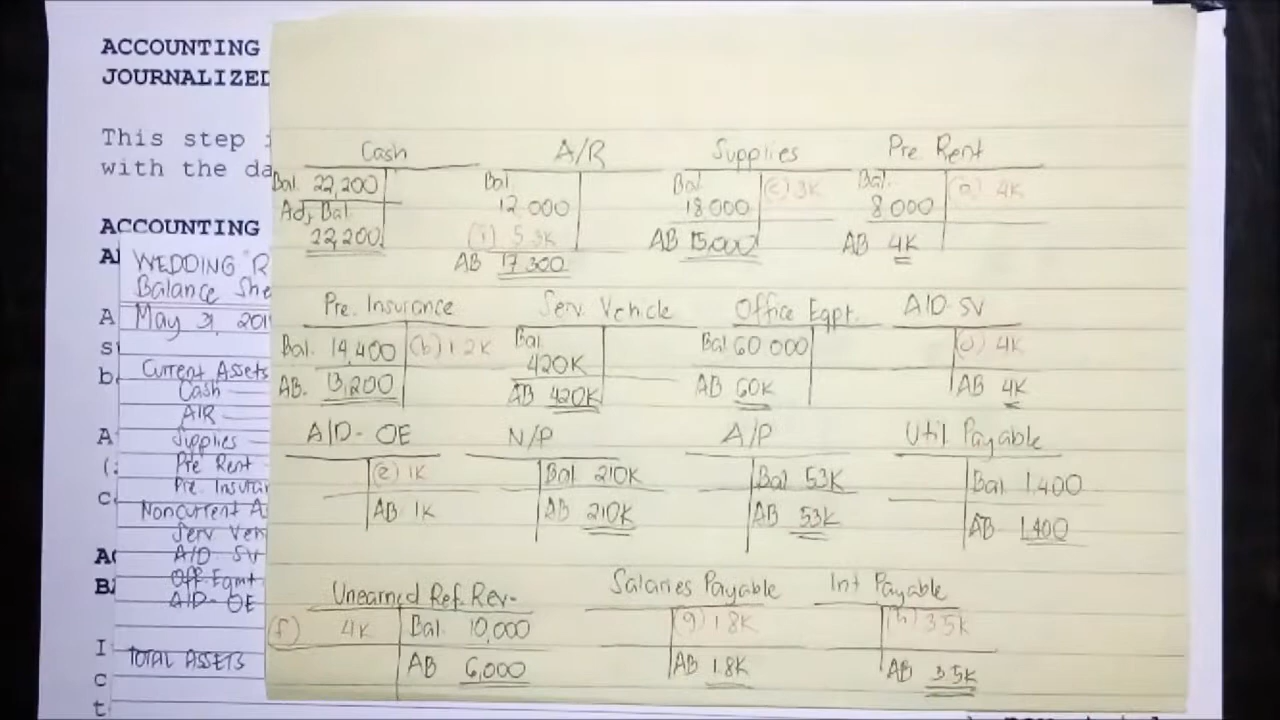 ACCOUNTING
JOURNALIZED
This step
with the da
ACCOUNTING
WEDDING "R
Balance She
May 31, 201
Current Assets
Cash
A/R
Supplies
Pre Rent
Pre. Insuran
Noncurrent A
Serv Veh
A/D- SV
Off. Eqmt
A/D- OE
TOTAL ASSETS
Cash
Bal. 22,200
Adj. Bal.
22,200
A/R
Bal.
12,000
(i) 5.3K
AB 17 300
Supplies
Bal (c) 3K
18 000
AB 15,000
Pre Rent
Bal. (a) 4K
8 000
AB 4K
Pre. Insurance
Bal. 14,400 (b) 1.2K
AB. 13,200
Serv. Vehicle
Bal.
420K
AB 420K
Office Eqpt.
Bal 60 000
AB 60K
A/D SV
(d) 4K
AB 4K
A/D- OE
(e) 1K
AB 1K
N/P
Bal 210K
AB 210K
A/P
Bal 53K
AB 53K
Util Payable
Bal 1,400
AB 1,400
Unearned Ref. Rev-
(f) 4K Bal. 10,000
AB 6,000
Salaries Payable
(g) 1.8K
AB 1.8K
Int Payable
(h) 3.5K
AB 3.5K